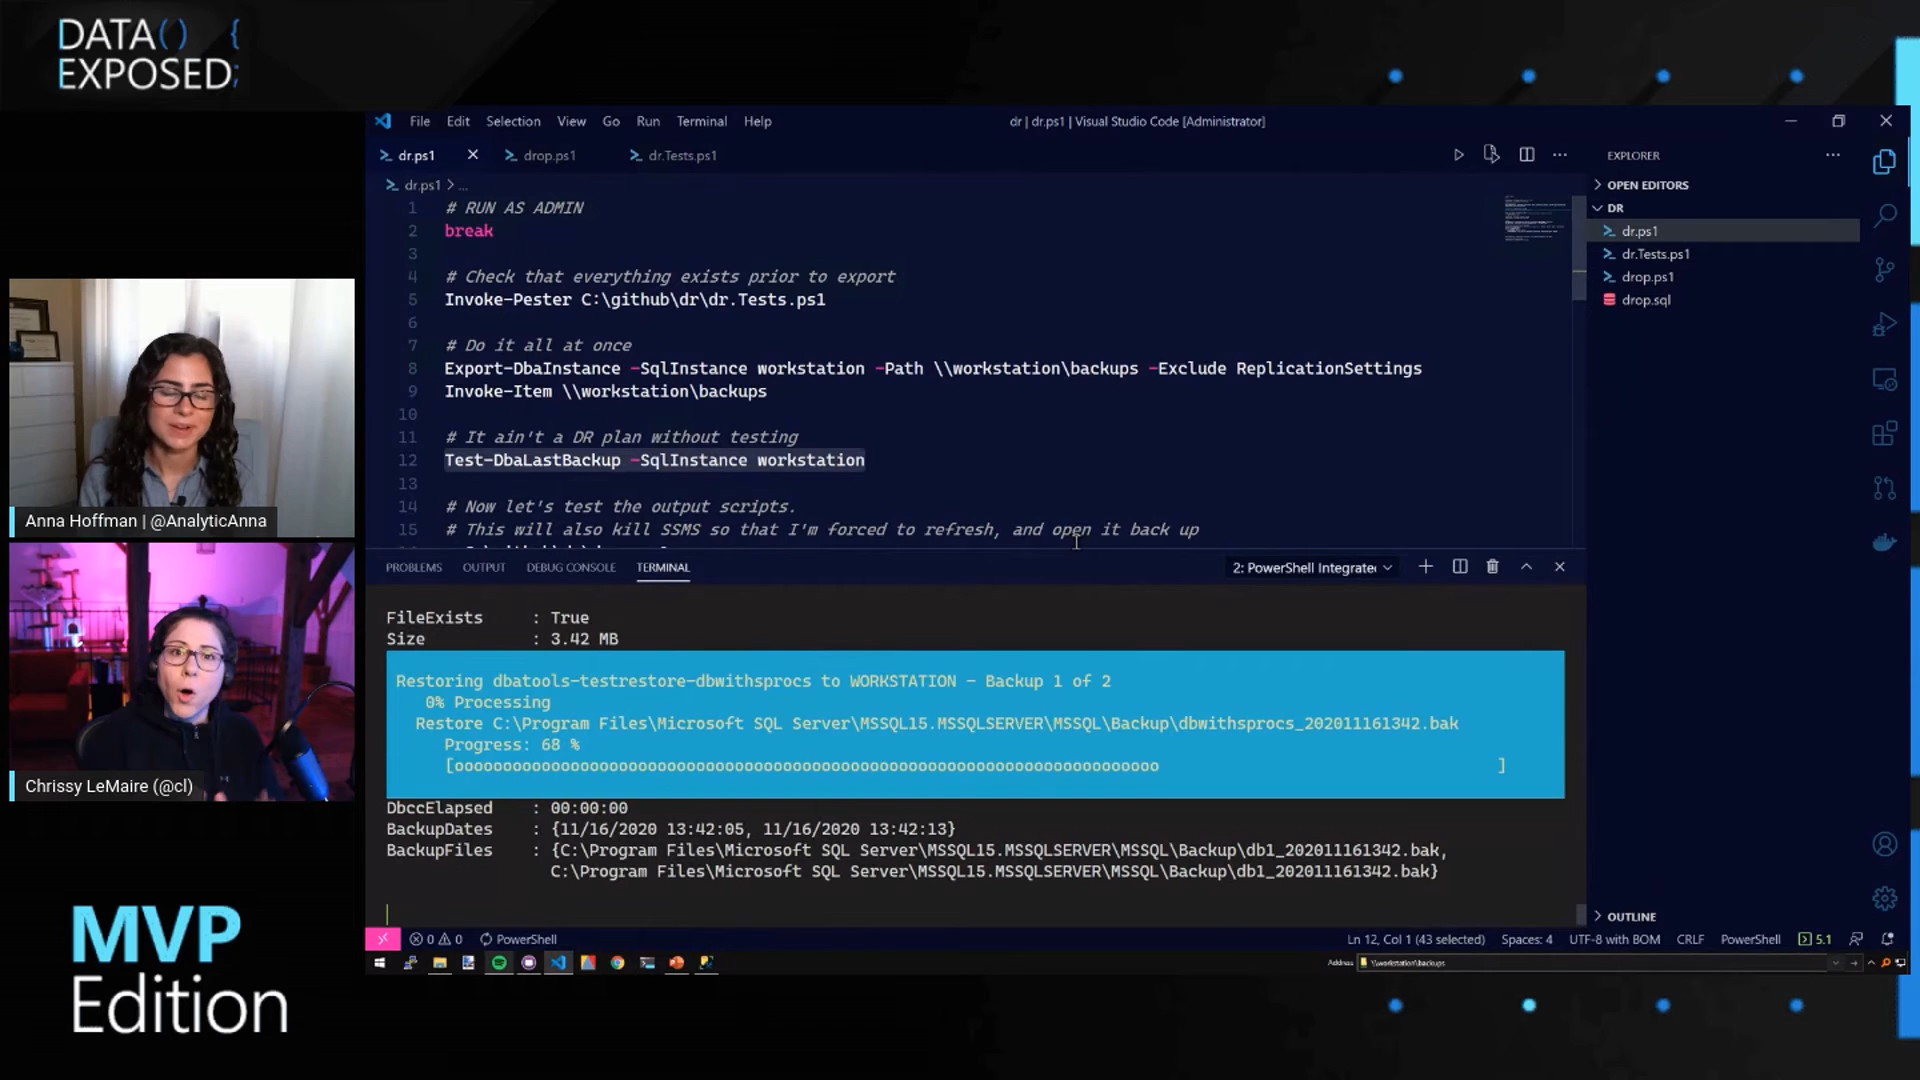 DATA() {
EXPOSED;
File Edit Selection View Go Run Terminal Help
dr | dr.ps1 | Visual Studio Code [Administrator]
dr.ps1
drop.ps1
dr.Tests.ps1
dr.ps1 > ...
1 # RUN AS ADMIN
2 break
3
4 # Check that everything exists prior to export
5 Invoke-Pester C:\github\dr\dr.Tests.ps1
6
7 # Do it all at once
8 Export-DbaInstance -SqlInstance workstation -Path \\workstation\backups -Exclude ReplicationSettings
9 Invoke-Item \\workstation\backups
10
11 # It ain't a DR plan without testing
12 Test-DbaLastBackup -SqlInstance workstation
13
14 # Now let's test the output scripts.
15 # This will also kill SSMS so that I'm forced to refresh, and open it back up
EXPLORER
OPEN EDITORS
DR
dr.ps1
dr.Tests.ps1
drop.ps1
drop.sql
OUTLINE
PROBLEMS OUTPUT DEBUG CONSOLE TERMINAL
2: PowerShell Integrate
FileExists : True
Size : 3.42 MB
Restoring dbatools-testrestore-dbwithsprocs to WORKSTATION - Backup 1 of 2
0% Processing
Restore C:\Program Files\Microsoft SQL Server\MSSQL15.MSSQLSERVER\MSSQL\Backup\dbwithsprocs_202011161342.bak
Progress: 68 %
[oooooooooooooooooooooooooooooooooooooooooooooooooooooooooooooooooooooooooo ]
DbccElapsed : 00:00:00
BackupDates : {11/16/2020 13:42:05, 11/16/2020 13:42:13}
BackupFiles : {C:\Program Files\Microsoft SQL Server\MSSQL15.MSSQLSERVER\MSSQL\Backup\db1_202011161342.bak,
C:\Program Files\Microsoft SQL Server\MSSQL15.MSSQLSERVER\MSSQL\Backup\db1_202011161342.bak}
0 0 PowerShell
Ln 12, Col 1 (43 selected) Spaces: 4 UTF-8 with BOM CRLF PowerShell 5.1
Address \\workstation\backups
Anna Hoffman | @AnalyticAnna
Chrissy LeMaire (@cl)
MVP
Edition